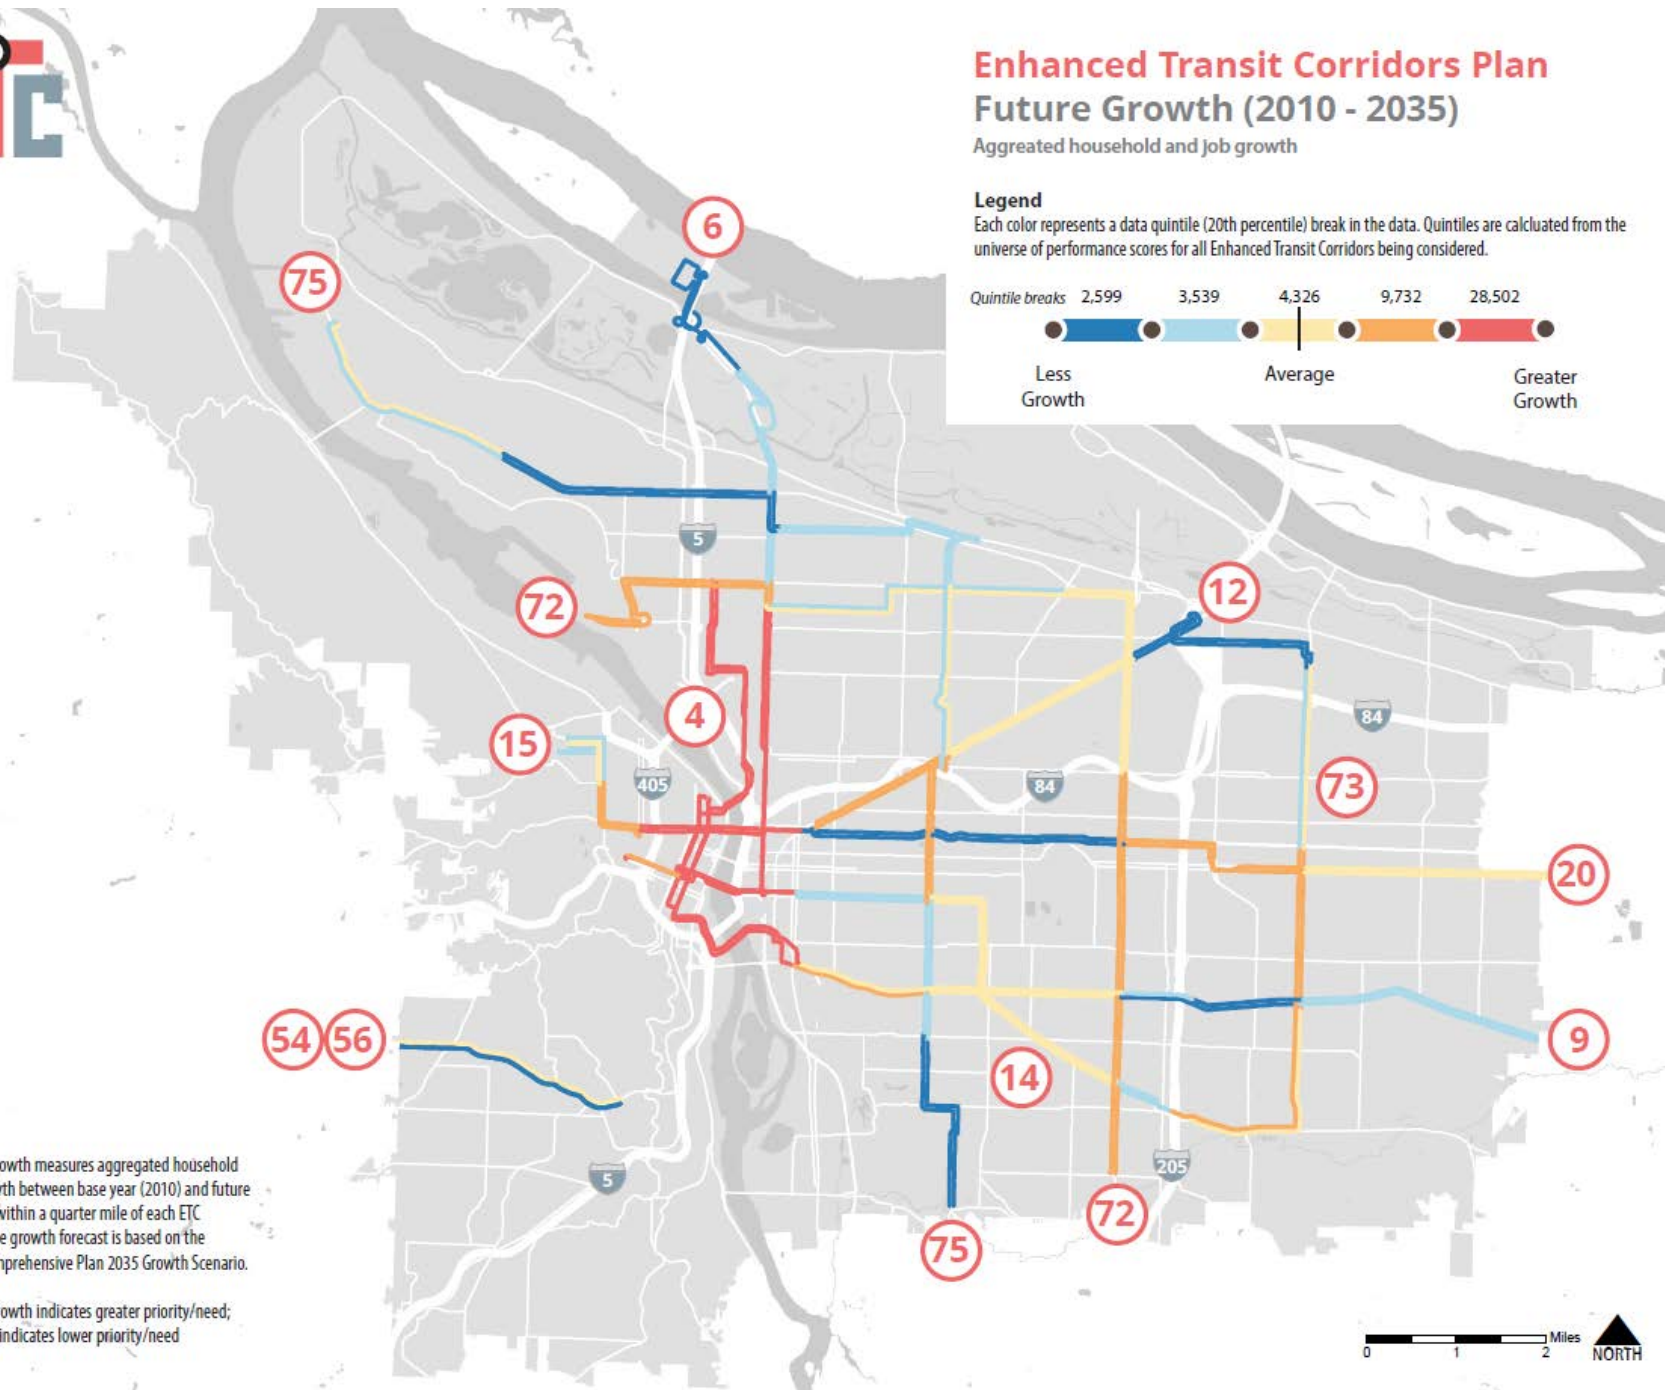 TC
Enhanced Transit Corridors Plan
Future Growth (2010 - 2035)
Aggreated household and job growth
Legend
Each color represents a data quintile (20th percentile) break in the data. Quintiles are calcluated from the
universe of performance scores for all Enhanced Transit Corridors being considered.
Quintile breaks 2,599 3,539 4,326 9,732 28,502
Less
Growth
Average
Greater
Growth
6
75
5
72
12
4
84
15
405
84
73
20
54 56
9
14
5
205
72
75
owth measures aggregated household
th between base year (2010) and future
within a quarter mile of each ETC
e growth forecast is based on the
mprehensive Plan 2035 Growth Scenario.
owth indicates greater priority/need;
indicates lower priority/need
Miles
0 1 2
NORTH